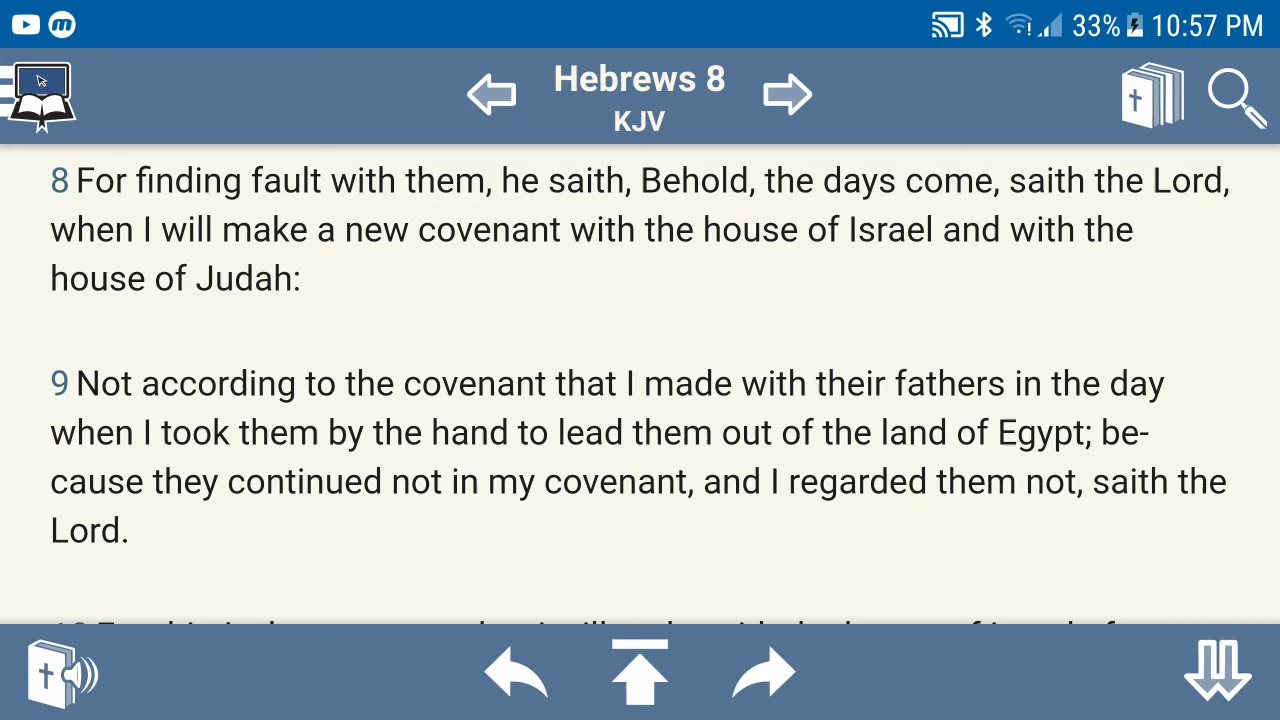 33% 10:57 PM
Hebrews 8
KJV
8 For finding fault with them, he saith, Behold, the days come, saith the Lord,
when I will make a new covenant with the house of Israel and with the
house of Judah:
9 Not according to the covenant that I made with their fathers in the day
when I took them by the hand to lead them out of the land of Egypt; be-
cause they continued not in my covenant, and I regarded them not, saith the
Lord.